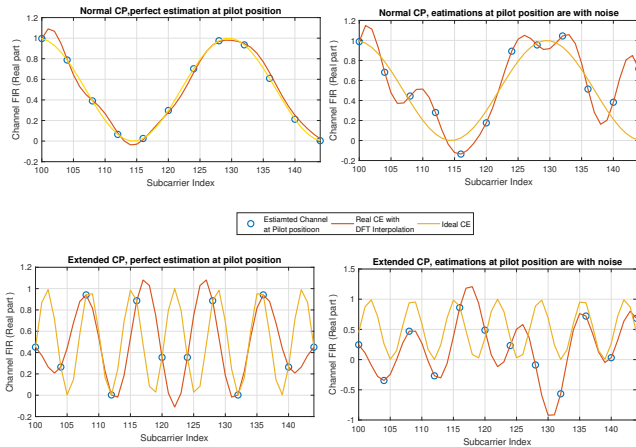 Normal CP,perfect estimation at pilot position
Channel FIR (Real part)
1.2
1
0.8
0.6
0.4
0.2
0
-0.2
100 105 110 115 120 125 130 135 140
Subcarrier Index
Normal CP, eatimations at pilot position are with noise
Channel FIR (Real part)
1.2
1
0.8
0.6
0.4
0.2
0
-0.2
100 105 110 115 120 125 130 135 140
Subcarrier Index
Estiamted Channel
at Pilot positioon
Real CE with
DFT Interpolation
Ideal CE
Extended CP, perfect estimation at pilot position
Channel FIR (Real part )
1.2
1
0.8
0.6
0.4
0.2
0
-0.2
100 105 110 115 120 125 130 135 140
Subcarrier Index
Extended CP, eatimations at pilot position are with noise
Channel FIR (Real part )
1.5
1
0.5
0
-0.5
-1
100 105 110 115 120 125 130 135 140
Subcarrier Index